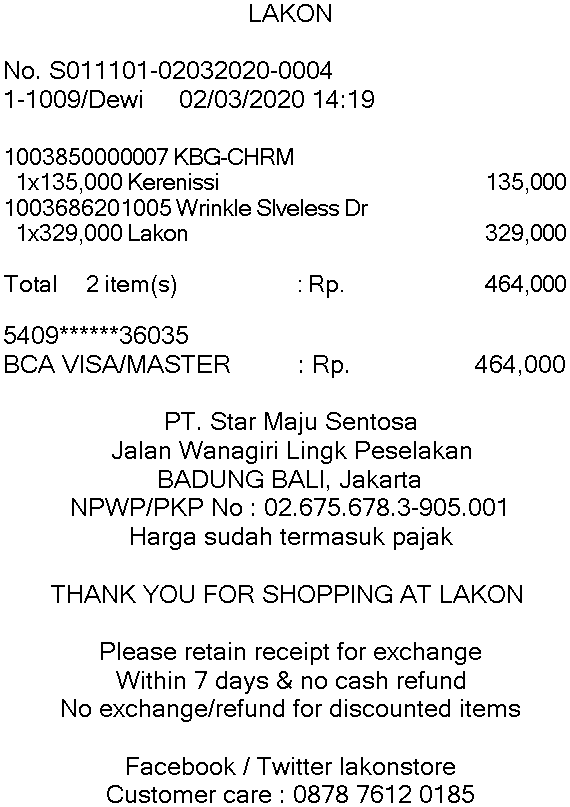 LAKON
No. S011101-02032020-0004
1-1009/Dewi 02/03/2020 14:19
1003850000007 KBG-CHRM
1x135,000 Kerenissi 135,000
1003686201005 Wrinkle Slveless Dr
1x329,000 Lakon 329,000
Total 2 item(s) : Rp. 464,000
5409******36035
BCA VISA/MASTER : Rp. 464,000
PT. Star Maju Sentosa
Jalan Wanagiri Lingk Peselakan
BADUNG BALI, Jakarta
NPWP/PKP No : 02.675.678.3-905.001
Harga sudah termasuk pajak
THANK YOU FOR SHOPPING AT LAKON
Please retain receipt for exchange
Within 7 days & no cash refund
No exchange/refund for discounted items
Facebook / Twitter lakonstore
Customer care : 0878 7612 0185